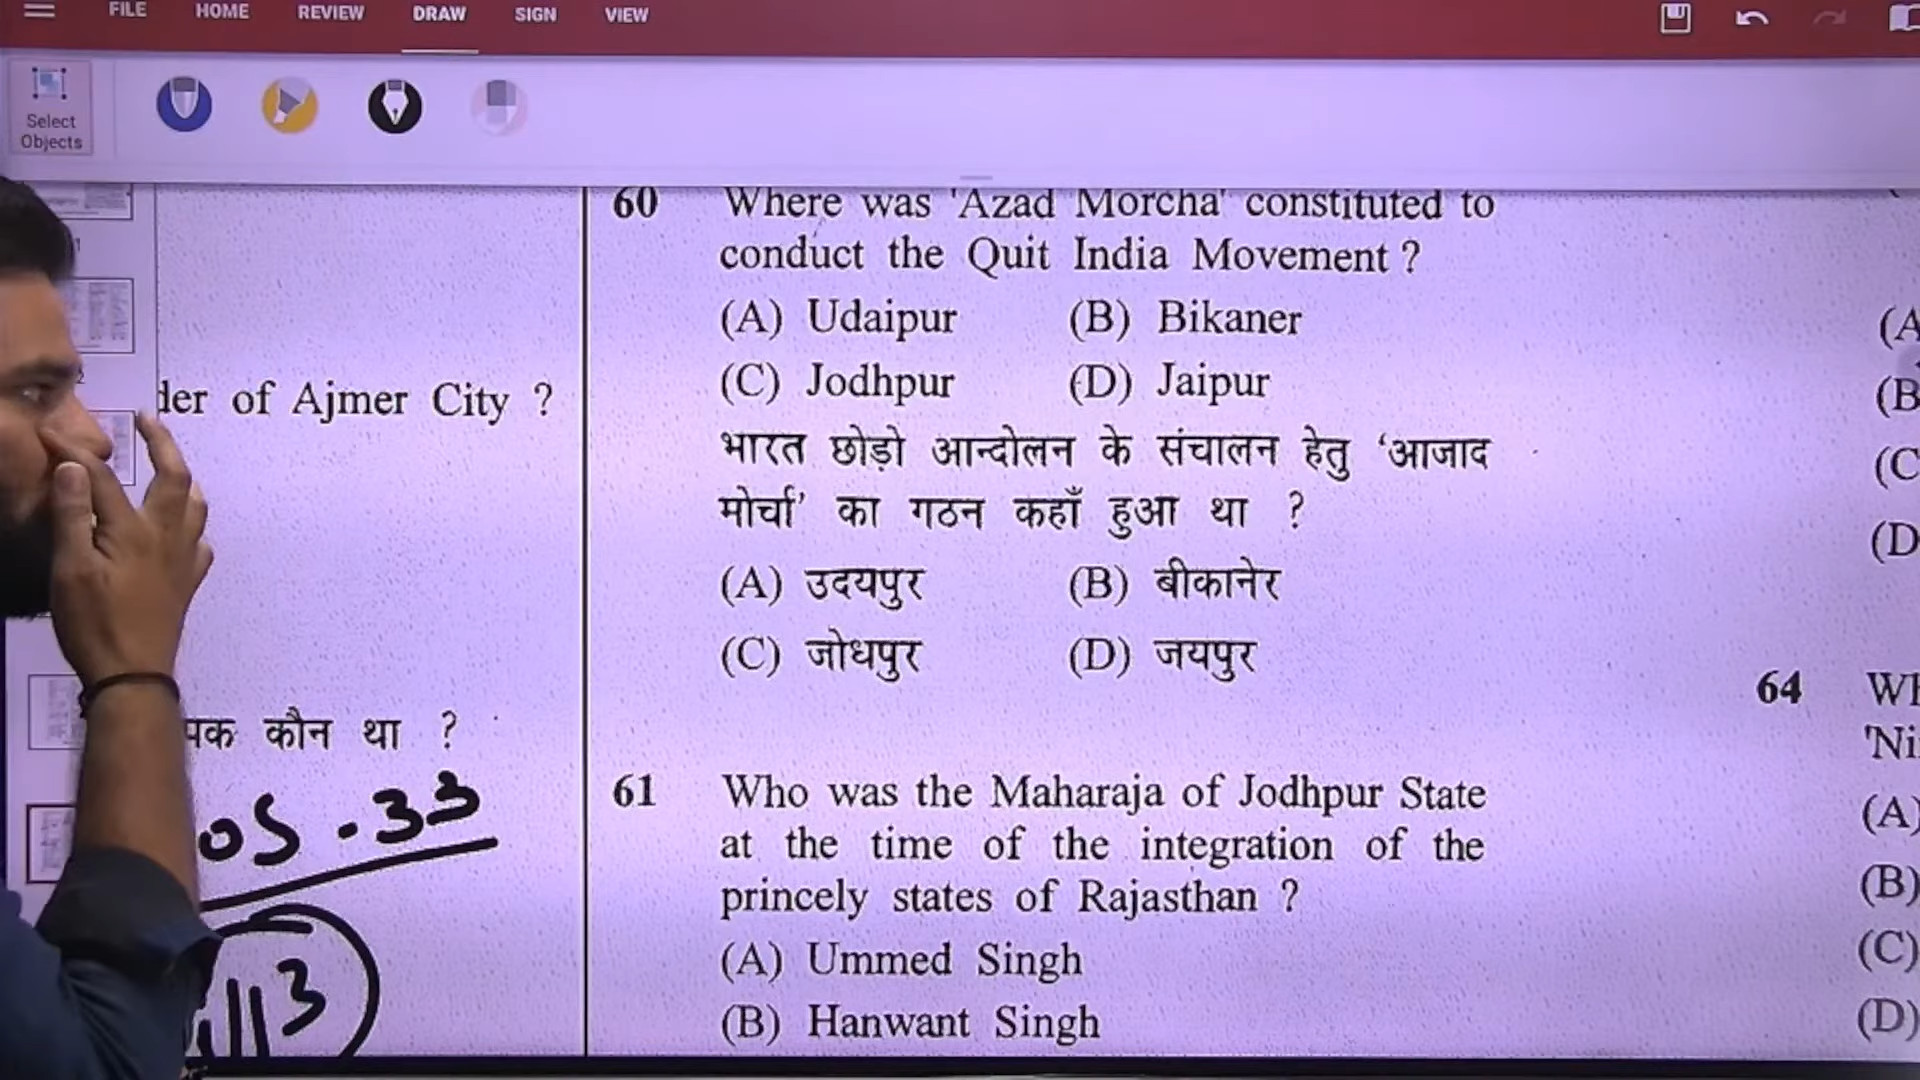 FILE HOME REVIEW DRAW SIGN VIEW
Select
Objects
of Ajmer City ?
कौन था ?
33
113
60 Where was 'Azad Morcha' constituted to
conduct the Quit India Movement ?
(A) Udaipur (B) Bikaner
(C) Jodhpur (D) Jaipur
भारत छोड़ो आन्दोलन के संचालन हेतु ‘आजाद
मोर्चा’ का गठन कहाँ हुआ था ?
(A) उदयपुर (B) बीकानेर
(C) जोधपुर (D) जयपुर
61 Who was the Maharaja of Jodhpur State
at the time of the integration of the
princely states of Rajasthan ?
(A) Ummed Singh
(B) Hanwant Singh
(A
(B
(C
(D
64
(A)
(B)
(C)
(D)